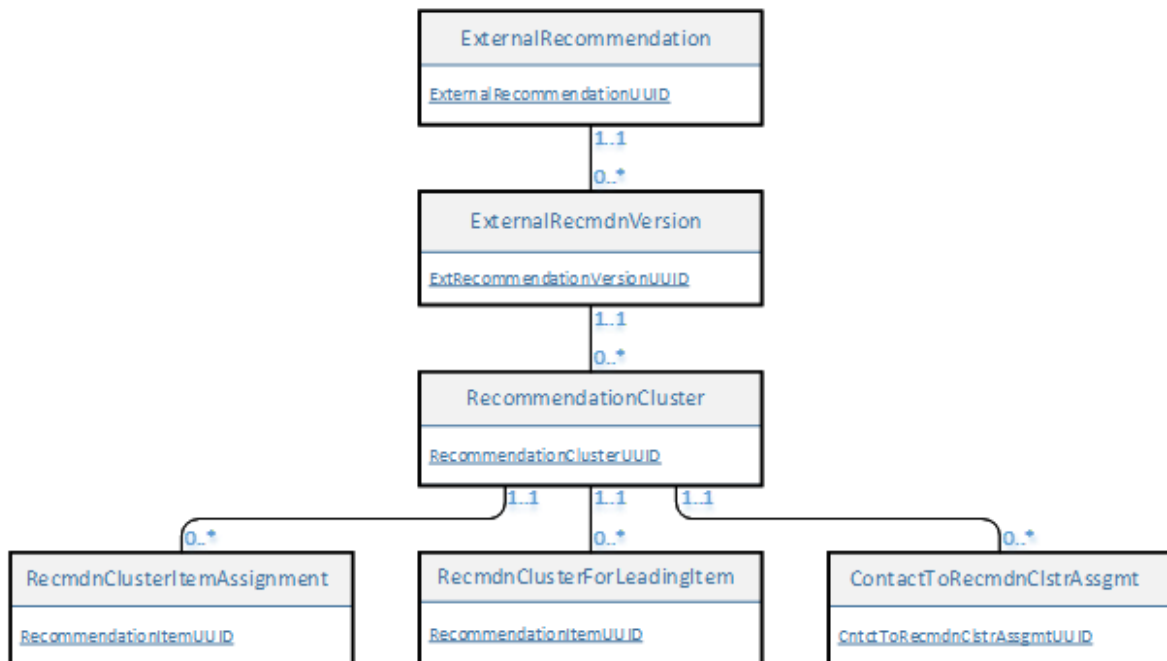 ExternalRecommendation
ExternalRecommendationUUID
1..1
0..*
ExternalRecmdnVersion
ExtRecommendationVersionUUID
1..1
0..*
RecommendationCluster
RecommendationClusterUUID
1..1 1..1 1..1
0..* 0..* 0..*
RecmdnClusterItemAssignment RecmdnClusterForLeadingItem ContactToRecmdnClstrAssgmt
RecommendationItemUUID RecommendationItemUUID CntctToRecmdnClstrAssgmtUUID